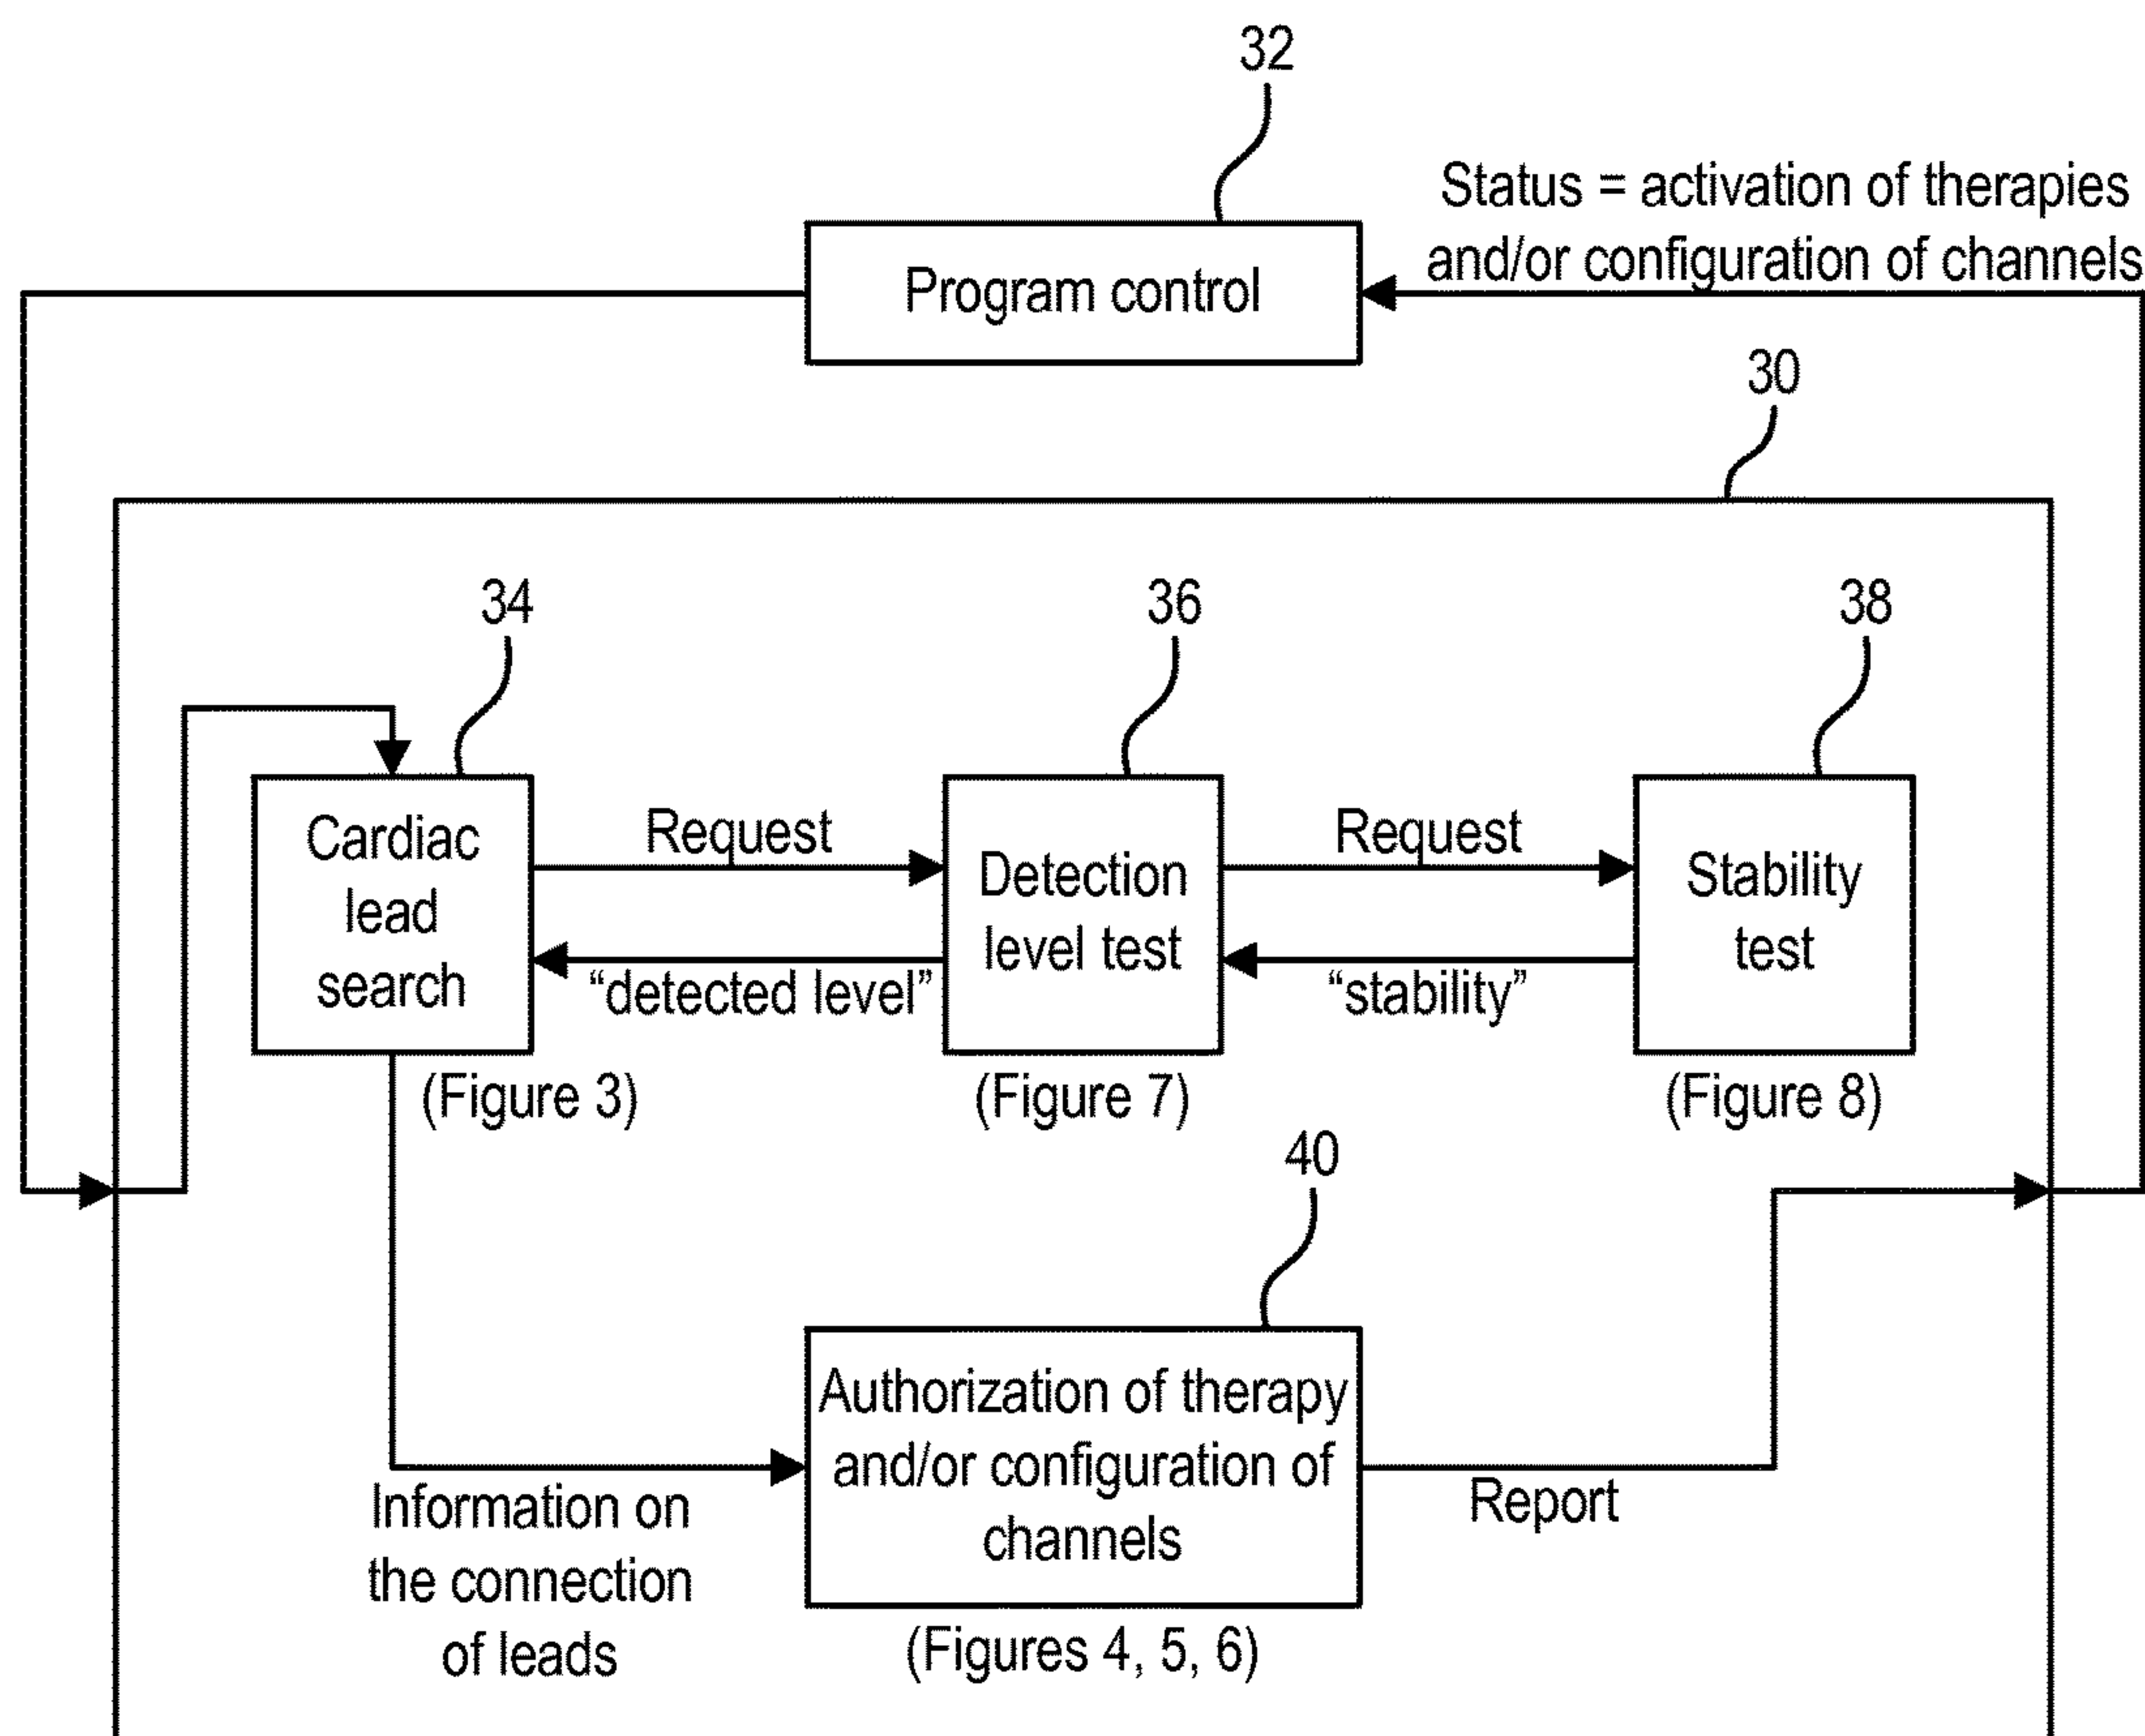 32
Status = activation of therapies
and/or configuration of channels
Program control
30
34
36
38
Cardiac
lead
search
Request
Detection
level test
Request
Stability
test
“detected level”
“stability”
(Figure 3)
(Figure 7)
(Figure 8)
40
Authorization of therapy
and/or configuration of
channels
Information on
the connection
of leads
Report
(Figures 4, 5, 6)